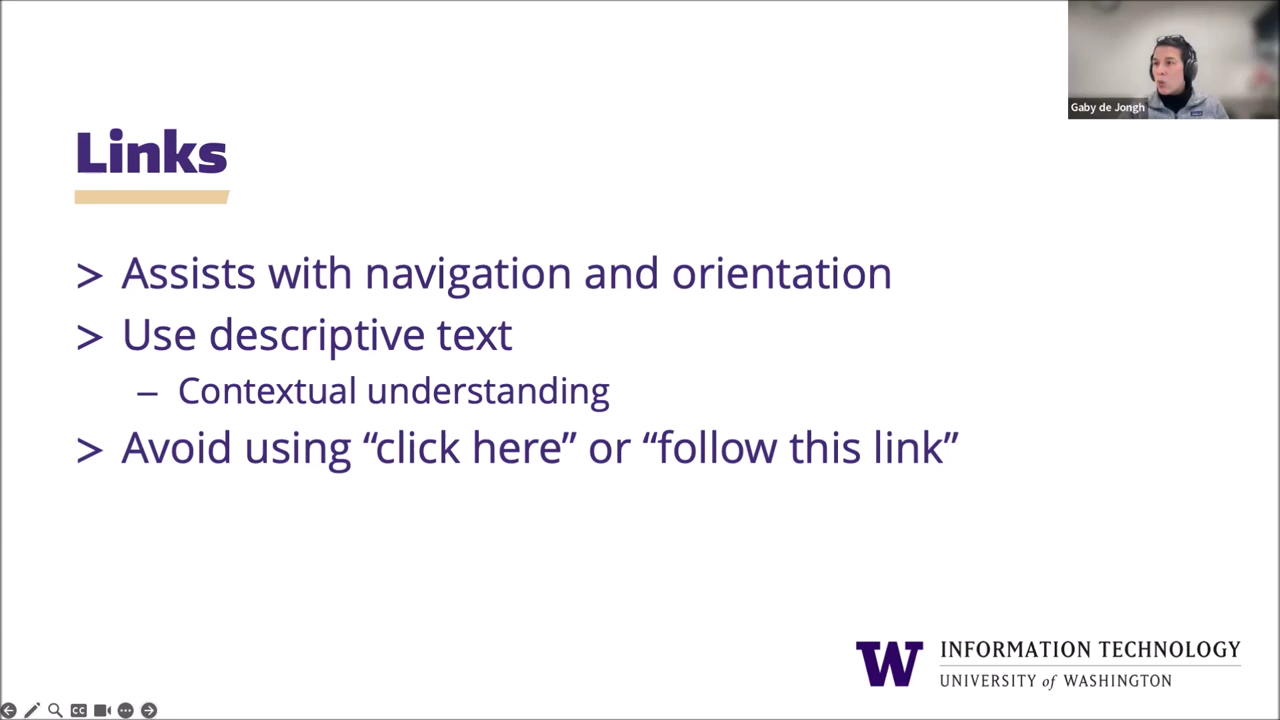 Gaby de Jongh
Links
> Assists with navigation and orientation
> Use descriptive text
– Contextual understanding
> Avoid using “click here” or “follow this link”
W INFORMATION TECHNOLOGY
UNIVERSITY of WASHINGTON
CC